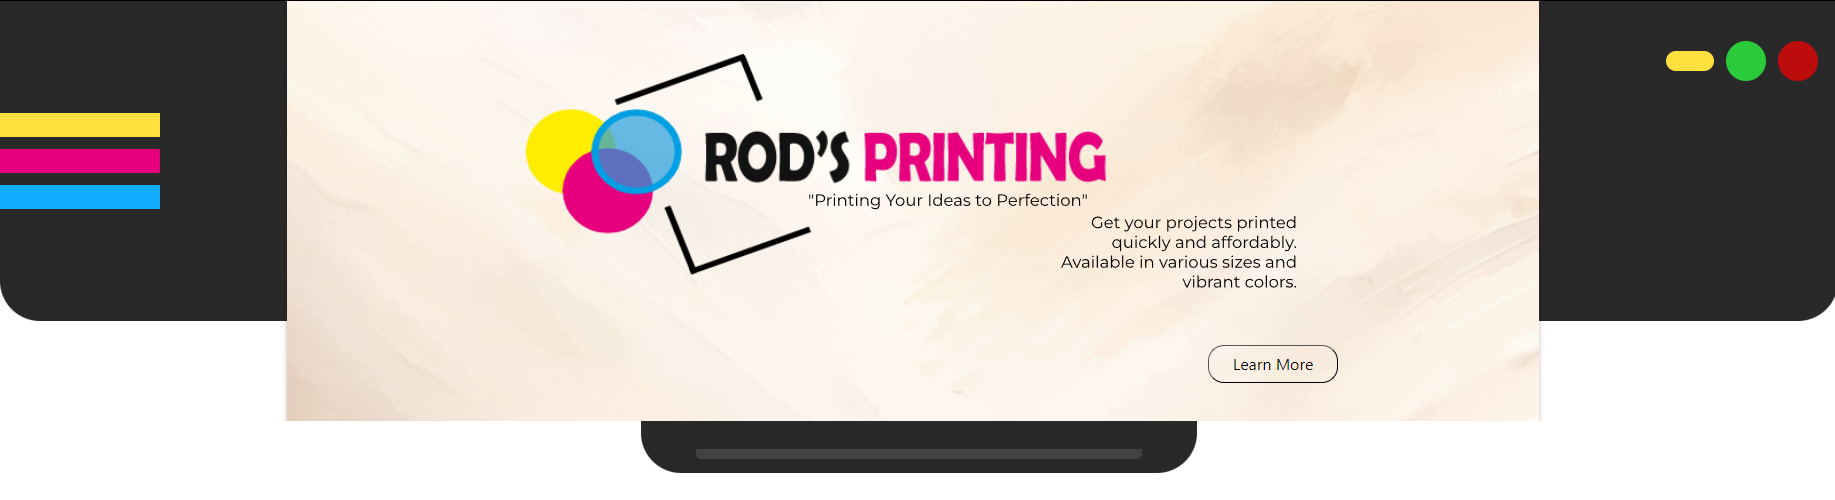 ROD'S PRINTING
"Printing Your Ideas to Perfection"
Get your projects printed
quickly and affordably.
Available in various sizes and
vibrant colors.
Learn More